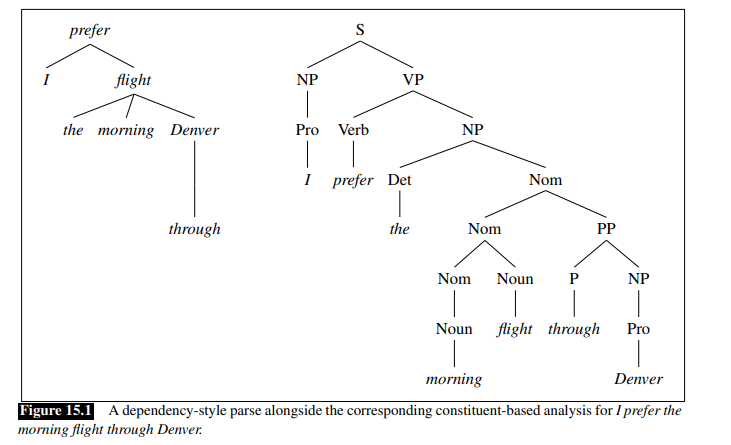 prefer S
I flight NP VP
the morning Denver Pro Verb NP
I prefer Det Nom
through the Nom PP
Nom Noun P NP
Noun flight through Pro
morning Denver
Figure 15.1 A dependency-style parse alongside the corresponding constituent-based analysis for I prefer the
morning flight through Denver.